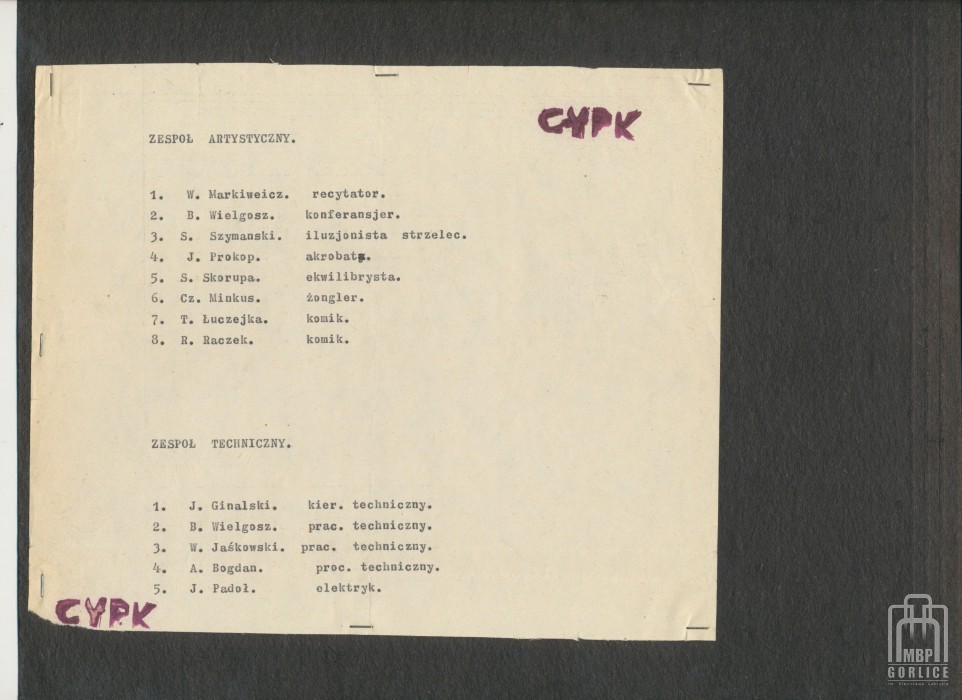 CYPK
ZESPOŁ ARTYSTYCZNY.
1. W. Markiweicz. recytator.
2. B. Wielgosz. konferansjer.
3. S. Szymanski. iluzjonista strzelec.
4. J. Prokop. akrobata.
5. S. Skorupa. ekwilibrysta.
6. Cz. Minkus. żongler.
7. T. Łuczejka. komik.
8. R. Raczek. komik.
ZESPOŁ TECHNICZNY.
1. J. Ginalski. kier. techniczny.
2. B. Wielgosz. prac. techniczny.
3. W. Jaśkowski. prac. techniczny.
4. A. Bogdan. proc. techniczny.
5. J. Padoł. elektryk.
CYPK
MBP
GORLICE